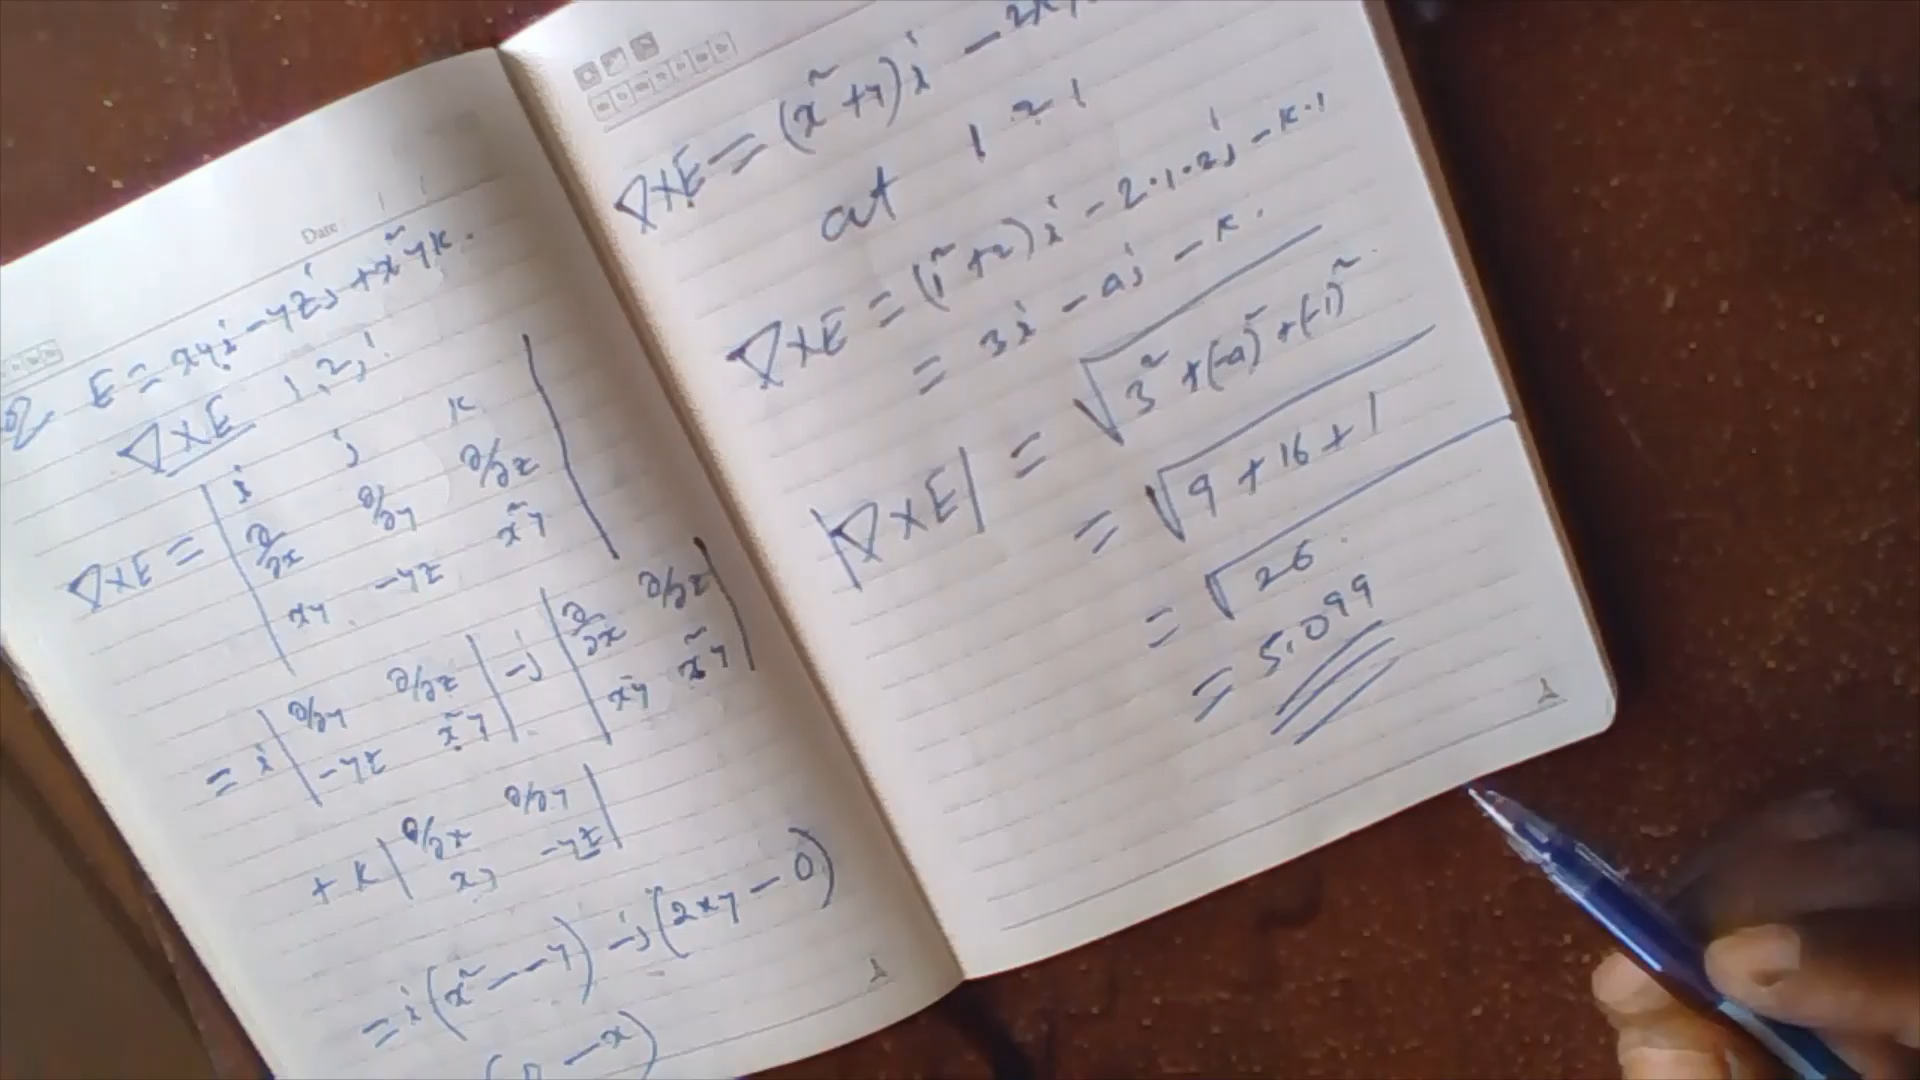 Date
Q E = xyi - yzj + x²yk.
∇×E 1, 2, 1.
∇×E = | i j k
∂/∂x ∂/∂y ∂/∂z
xy -yz x²y |
= i | ∂/∂y ∂/∂z | -j | ∂/∂x ∂/∂z |
-yz x²y xy x²y
+ k | ∂/∂x ∂/∂y |
xy -yz
= i(x² - -y) - j(2xy - 0)
(0 - x)
∇×E = (x² + y)i - 2xy
at 1 2 1
∇×E = (1² + 2)i - 2·1·2j - k·1
= 3i - 4j - k.
|∇×E| = √3² + (-4)² + (-1)²
= √9 + 16 + 1
= √26.
= 5.099